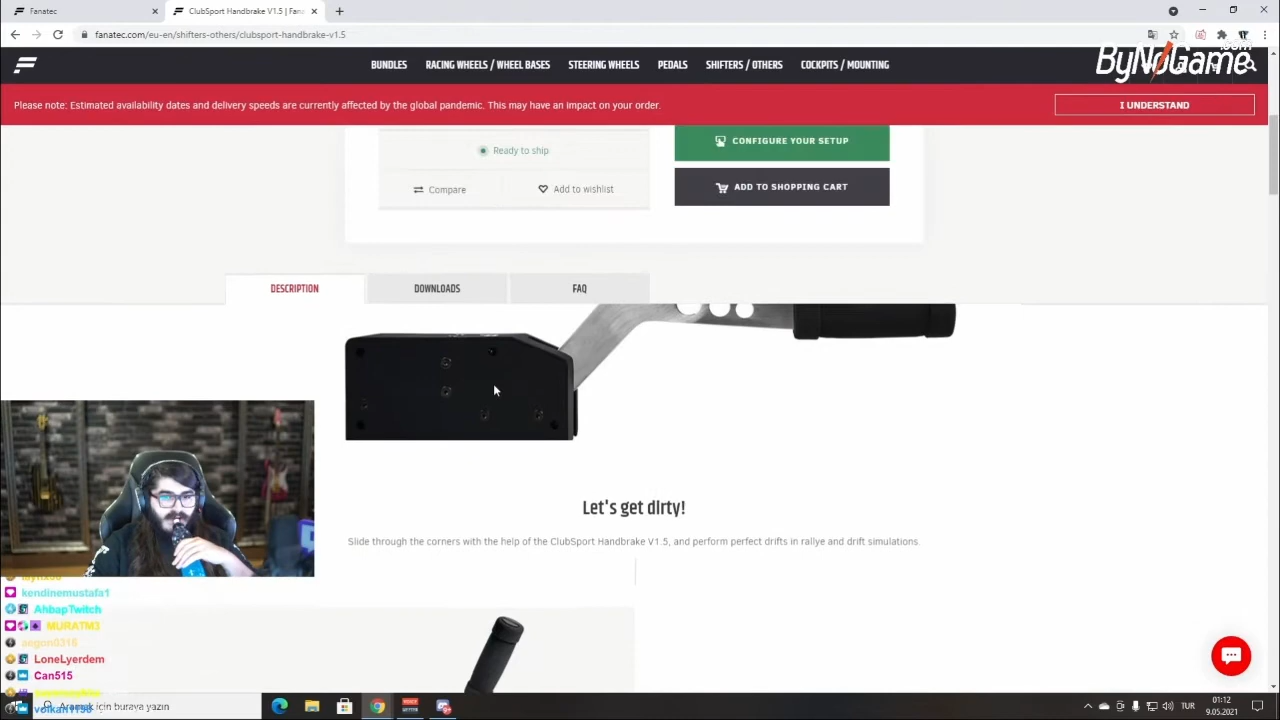 Fanatec
ClubSport Handbrake V1.5 | Fana
fanatec.com/eu-en/shifters-others/clubsport-handbrake-v1.5
BUNDLES
RACING WHEELS / WHEEL BASES
STEERING WHEELS
PEDALS
SHIFTERS / OTHERS
COCKPITS / MOUNTING
ByNoGame
.com
Please note: Estimated availability dates and delivery speeds are currently affected by the global pandemic. This may have an impact on your order.
I UNDERSTAND
Ready to ship
Compare
Add to wishlist
CONFIGURE YOUR SETUP
ADD TO SHOPPING CART
DESCRIPTION
DOWNLOADS
FAQ
Let's get dirty!
Slide through the corners with the help of the ClubSport Handbrake V1.5, and perform perfect drifts in rallye and drift simulations.
kendinemustafa1
AhbapTwitch
MURATM3
aegon0316
LoneLyerdem
Can515
Aramak için buraya yazın
TUR
01:12
9.05.2021